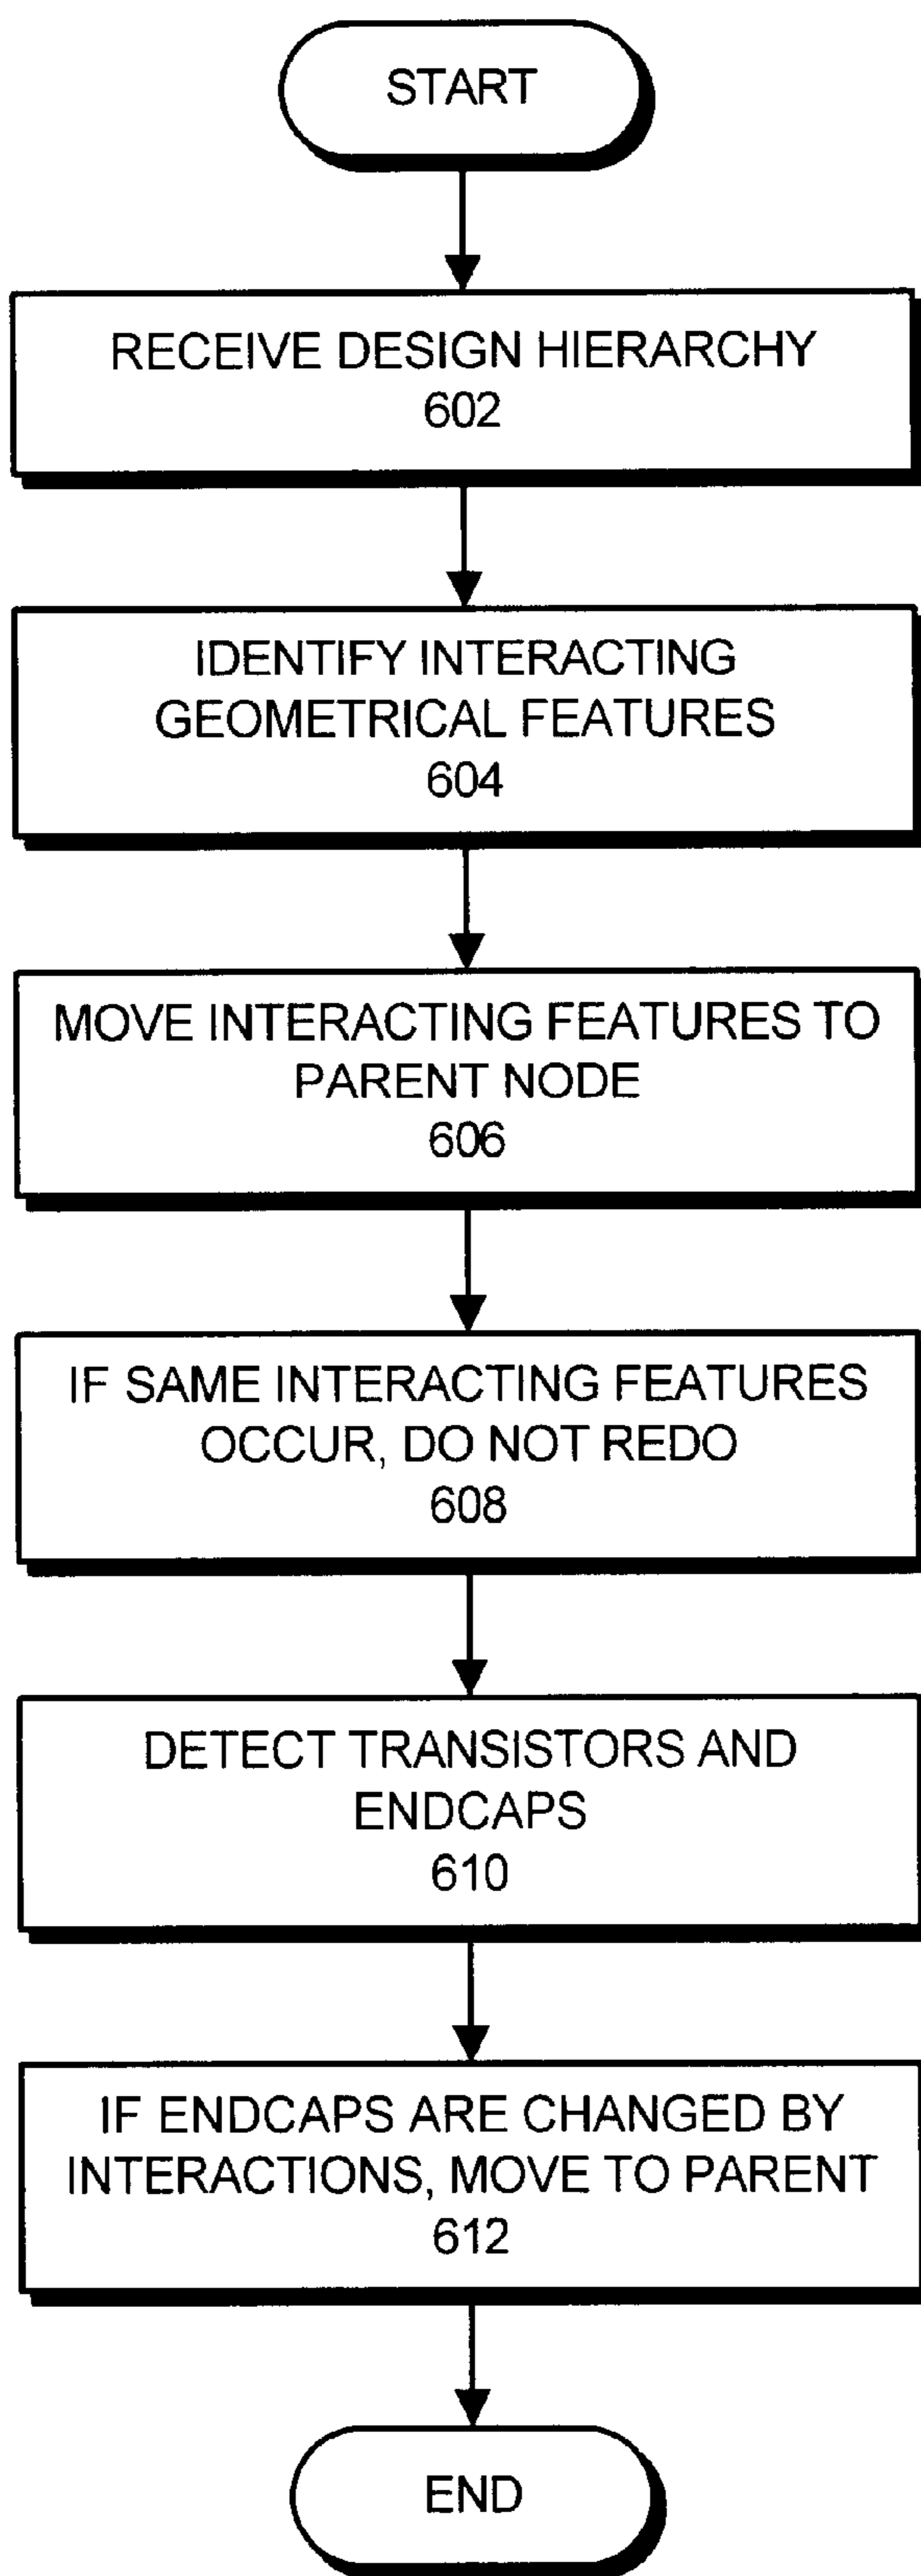 START
RECEIVE DESIGN HIERARCHY
602
IDENTIFY INTERACTING
GEOMETRICAL FEATURES
604
MOVE INTERACTING FEATURES TO
PARENT NODE
606
IF SAME INTERACTING FEATURES
OCCUR, DO NOT REDO
608
DETECT TRANSISTORS AND
ENDCAPS
610
IF ENDCAPS ARE CHANGED BY
INTERACTIONS, MOVE TO PARENT
612
END